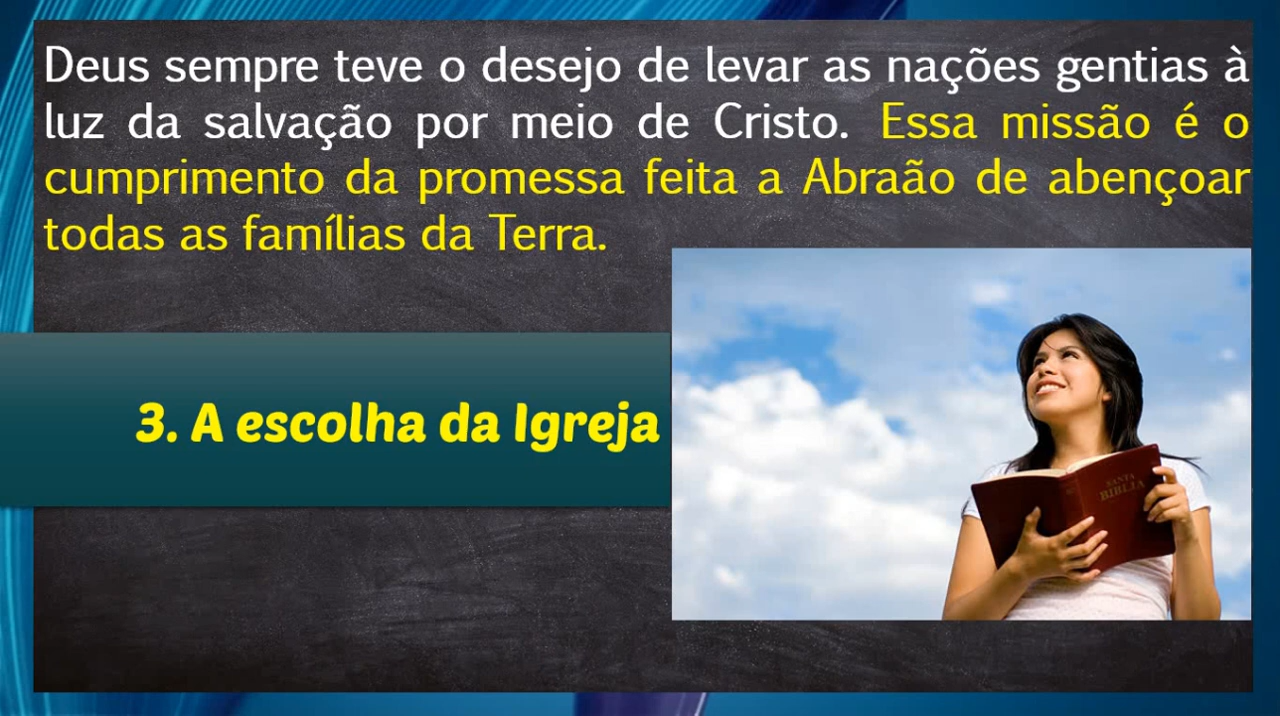 Deus sempre teve o desejo de levar as nações gentias à
luz da salvação por meio de Cristo. Essa missão é o
cumprimento da promessa feita a Abraão de abençoar
todas as famílias da Terra.
3. A escolha da Igreja
SANTA
BIBLIA